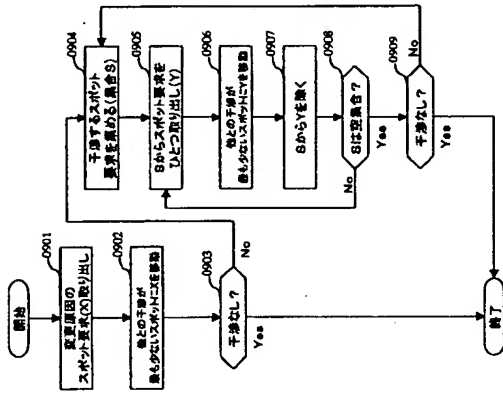 開始
0901
変更原因の
スポット要求(X)取り出し
0902
他との干渉が
最も少ないスポットにXを移動
0903
干渉なし?
No
Yes
0904
干渉するスポット
要求を集める(集合S)
0905
Sからスポット要求を
ひとつ取り出し(Y)
0906
他との干渉が
最も少ないスポットにYを移動
0907
SからYを除く
0908
Sは空集合?
No
Yes
0909
干渉なし?
No
Yes
終了